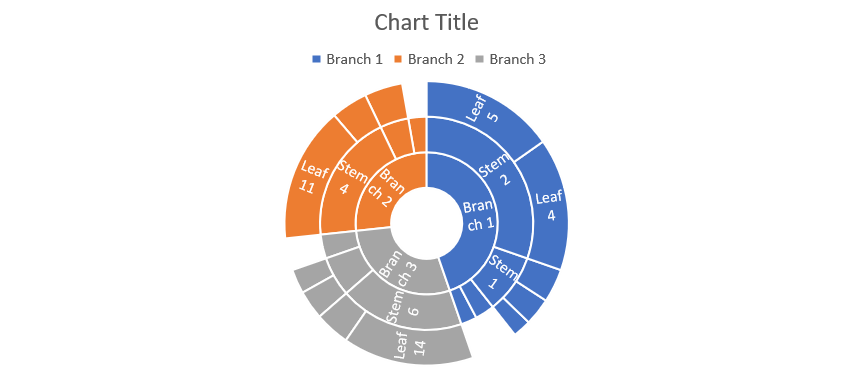 Chart Title
Branch 1 Branch 2 Branch 3
Leaf
5
Stem
2
Leaf
4
Bran
ch 1
Stem
1
Leaf
11
Stem
4
Bran
ch 2
Bran
ch 3
Stem
6
Leaf
14